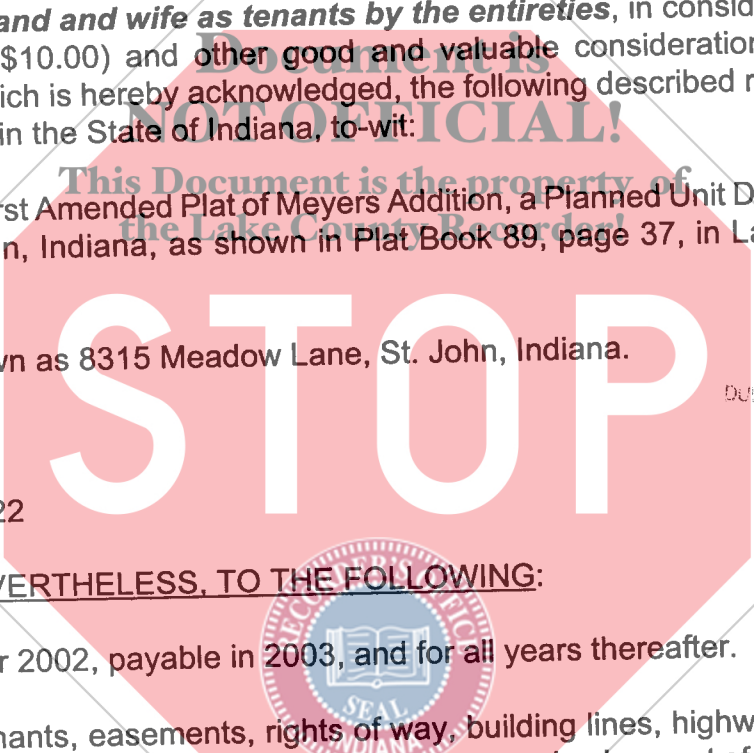 and and wife as tenants by the entireties, in consid
Document is
$10.00) and other good and valuable consideration
ich is hereby acknowledged, the following described r
NOT OFFICIAL!
in the State of Indiana, to-wit:
This Document is the property of
rst Amended Plat of Meyers Addition, a Planned Unit D
the Lake County Recorder!
n, Indiana, as shown in Plat Book 89, page 37, in La
STOP
wn as 8315 Meadow Lane, St. John, Indiana.
22
VERTHELESS, TO THE FOLLOWING:
RECORDER'S OFFICE
r 2002, payable in 2003, and for all years thereafter.
SEAL
nants, easements, rights of way, building lines, highw
INDIANA